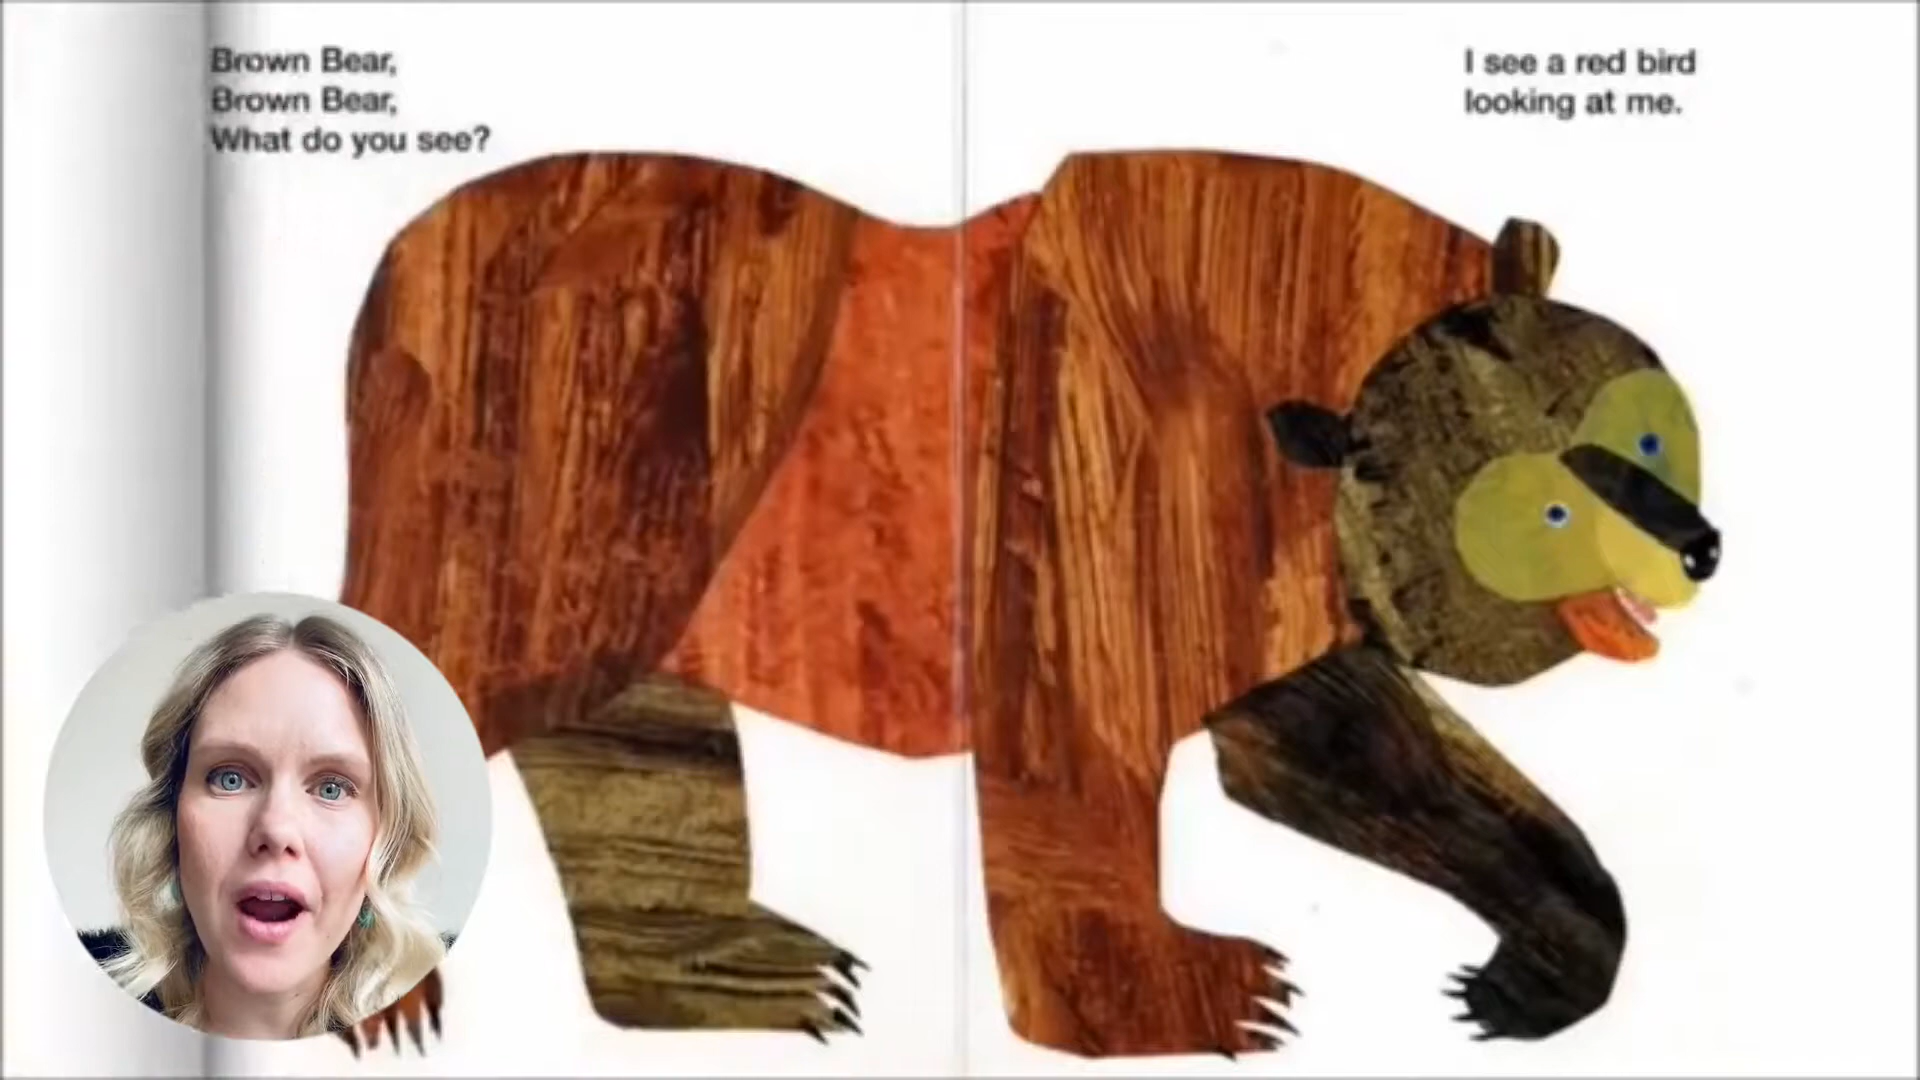 Brown Bear,
Brown Bear,
What do you see?
I see a red bird
looking at me.